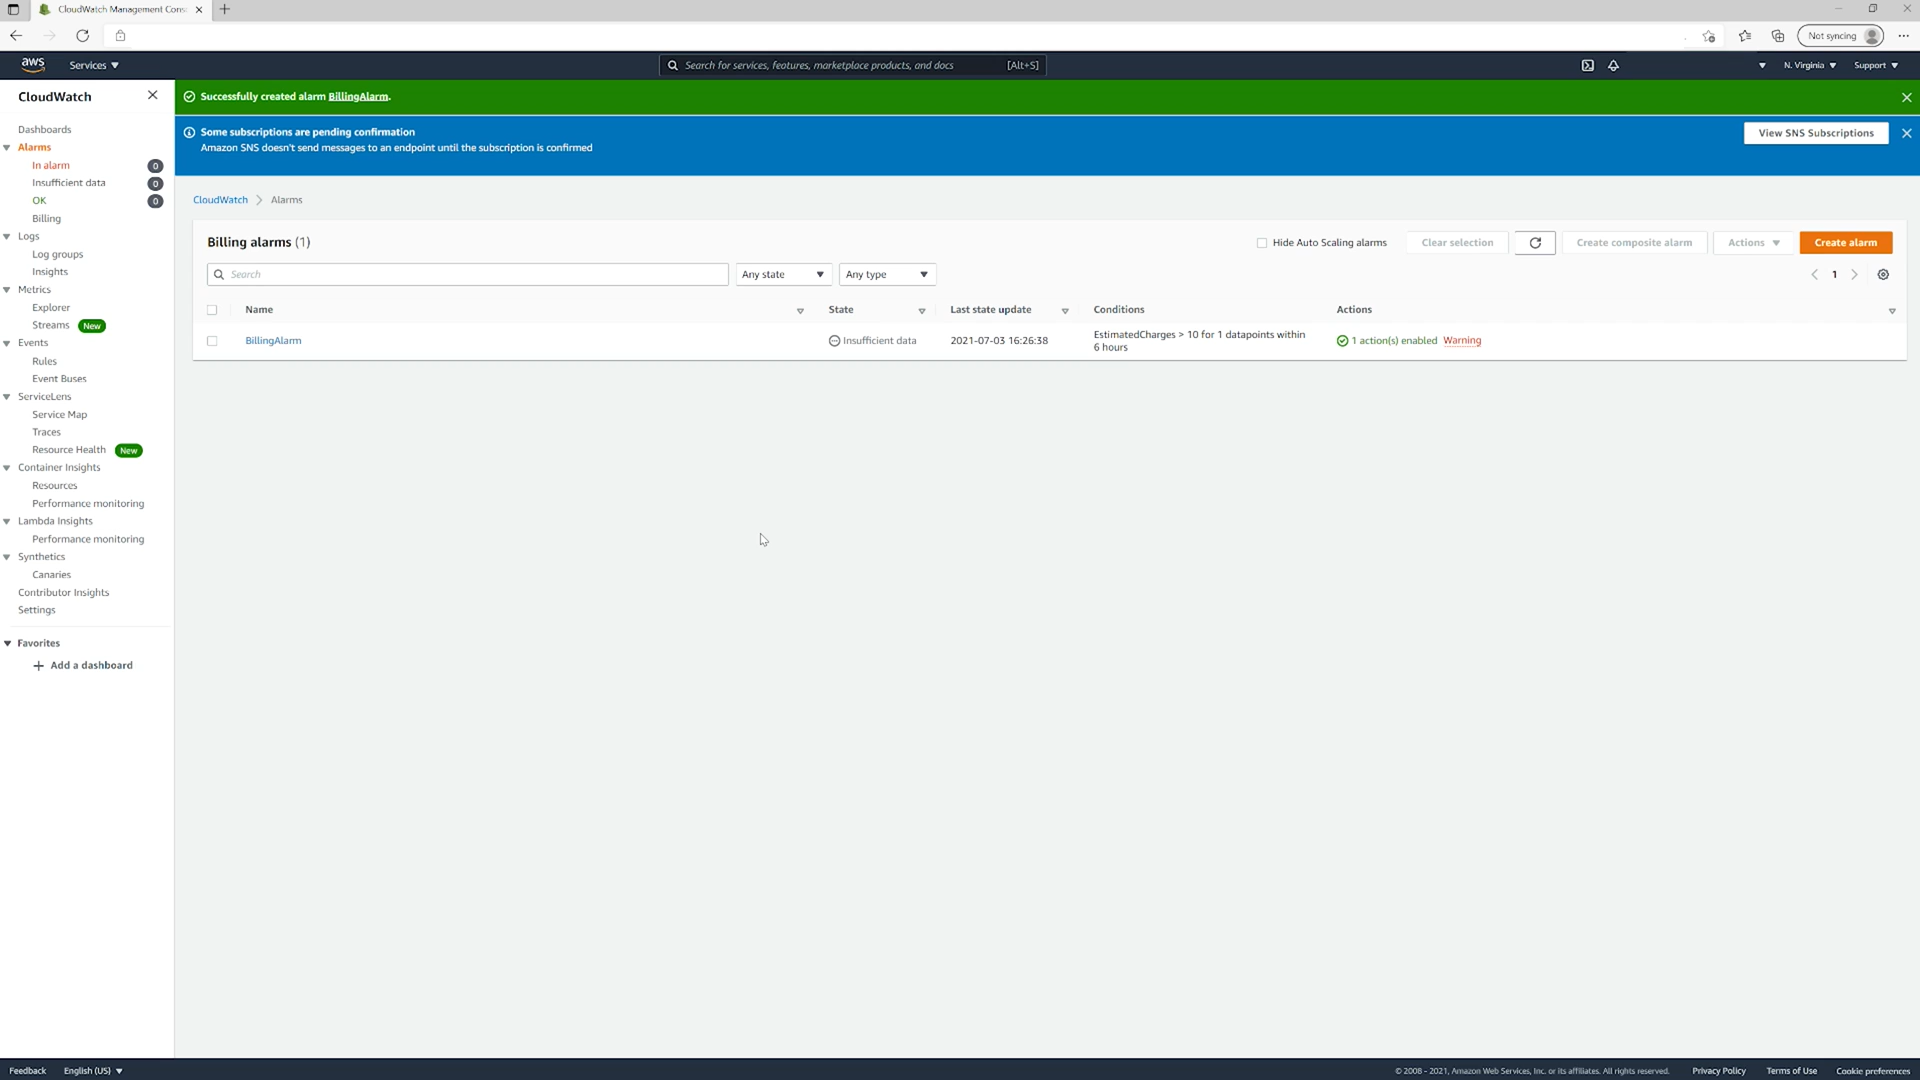 CloudWatch Management Cons
Not syncing
aws
Services
Search for services, features, marketplace products, and docs
[Alt+S]
N. Virginia
Support
CloudWatch
Dashboards
Alarms
In alarm 0
Insufficient data 0
OK 0
Billing
Logs
Log groups
Insights
Metrics
Explorer
Streams New
Events
Rules
Event Buses
ServiceLens
Service Map
Traces
Resource Health New
Container Insights
Resources
Performance monitoring
Lambda Insights
Performance monitoring
Synthetics
Canaries
Contributor Insights
Settings
Favorites
Add a dashboard
Successfully created alarm BillingAlarm.
Some subscriptions are pending confirmation
Amazon SNS doesn't send messages to an endpoint until the subscription is confirmed
View SNS Subscriptions
CloudWatch > Alarms
Billing alarms (1)
Hide Auto Scaling alarms
Clear selection
Create composite alarm
Actions
Create alarm
Search
Any state
Any type
1
Name
State
Last state update
Conditions
Actions
BillingAlarm
Insufficient data
2021-07-03 16:26:38
EstimatedCharges > 10 for 1 datapoints within
6 hours
1 action(s) enabled Warning
Feedback
English (US)
© 2008 - 2021, Amazon Web Services, Inc. or its affiliates. All rights reserved.
Privacy Policy
Terms of Use
Cookie preferences